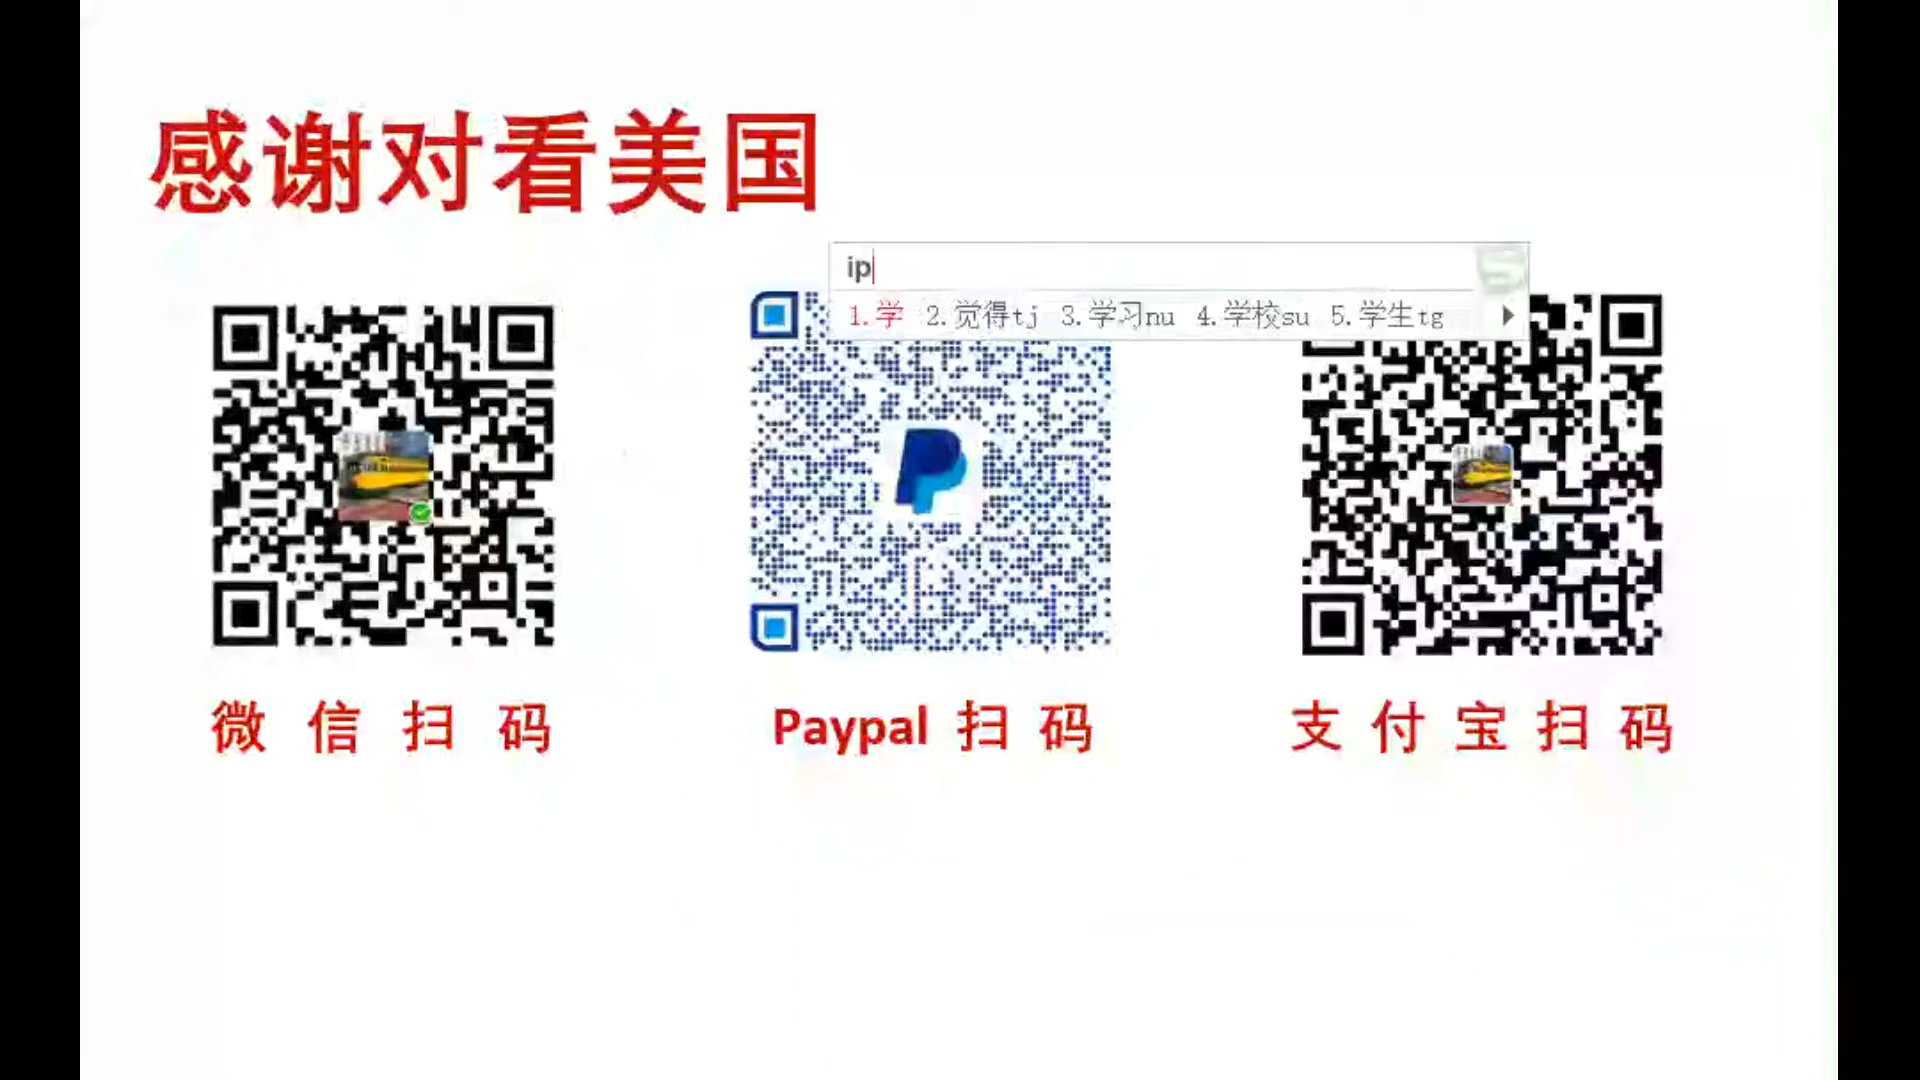 感谢对看美国
ip
1.学 2.觉得tj 3.学习nu 4.学校su 5.学生tg
微信扫码
Paypal 扫码
支付宝扫码